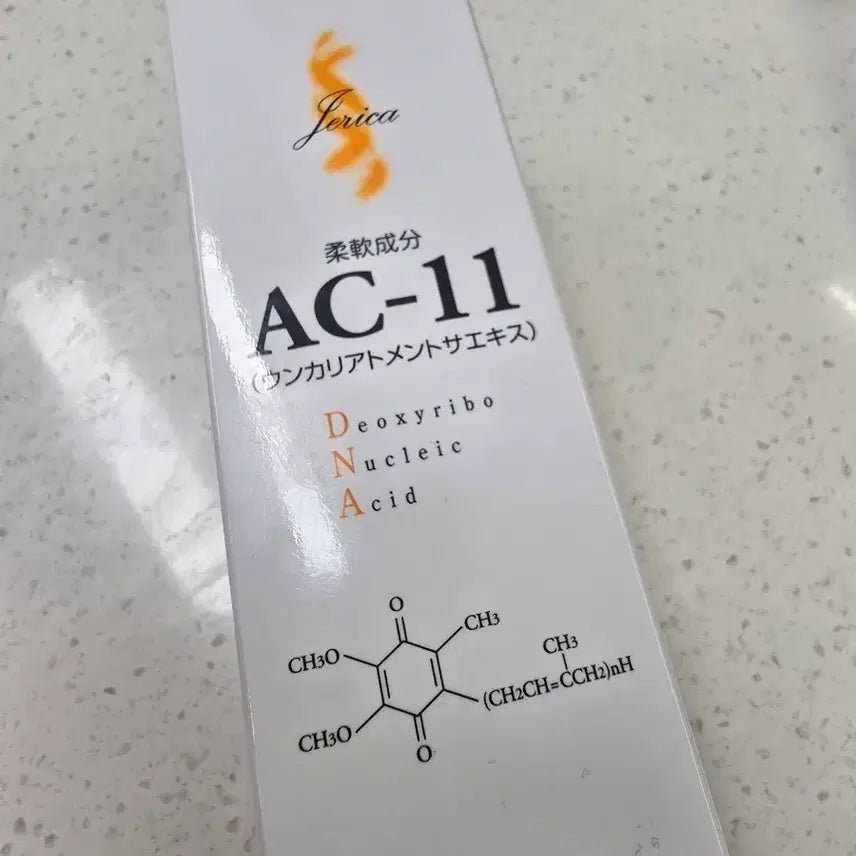 Jerica
柔軟成分
AC-11
(ウンカリアトメントサエキス)
Deoxyribo
Nucleic
Acid
O
CH3
CH3O
CH3
(CH2CH=CCH2)nH
CH3O
O